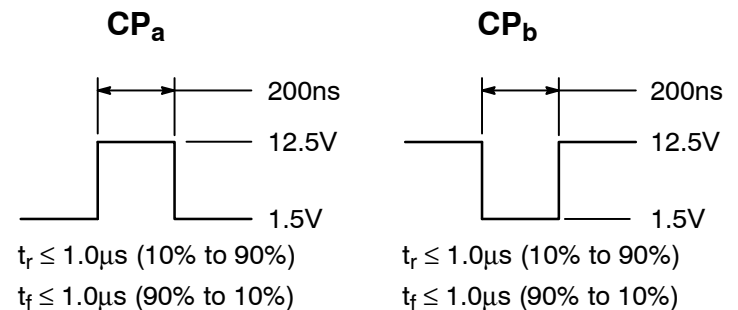 CPa
200ns
12.5V
1.5V
tr ≤ 1.0μs (10% to 90%)
tf ≤ 1.0μs (90% to 10%)
CPb
200ns
12.5V
1.5V
tr ≤ 1.0μs (10% to 90%)
tf ≤ 1.0μs (90% to 10%)